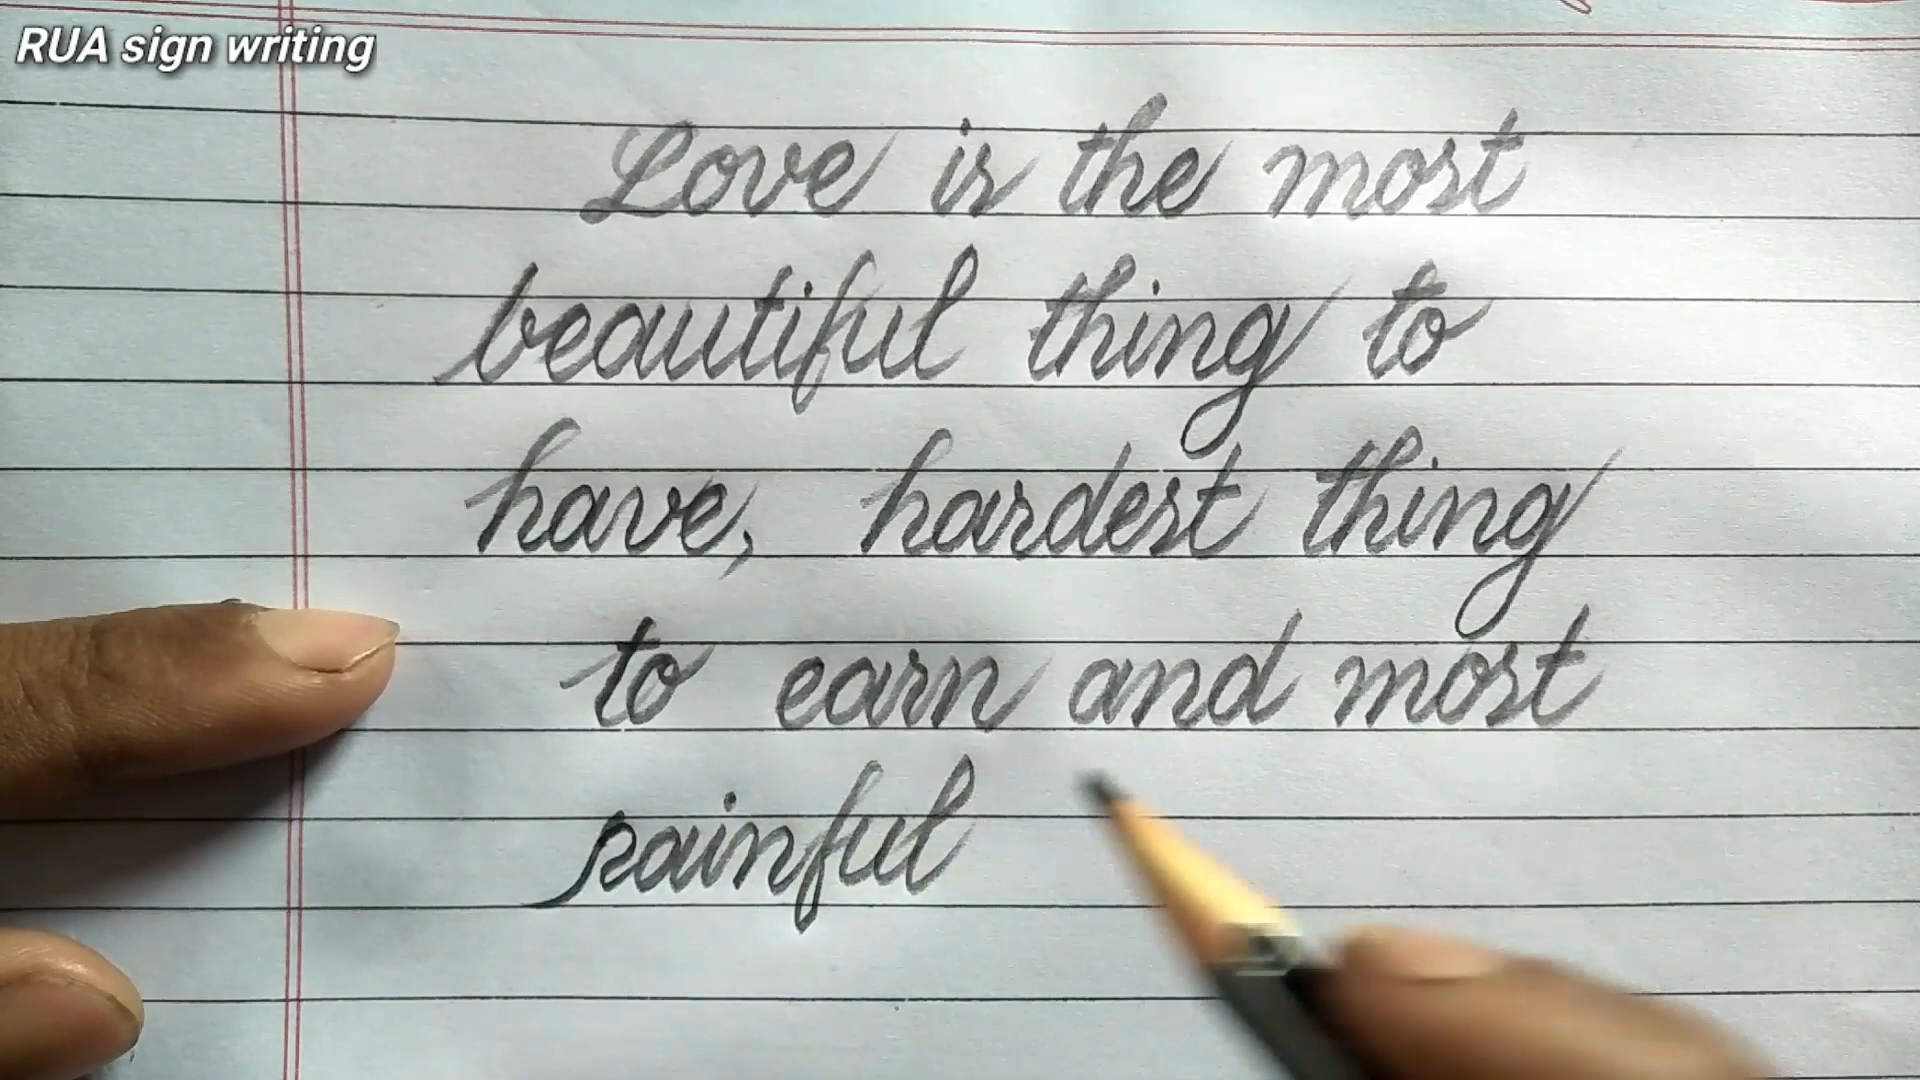 RUA sign writing
Love is the most
beautiful thing to
have, hardest thing
to earn and most
painful